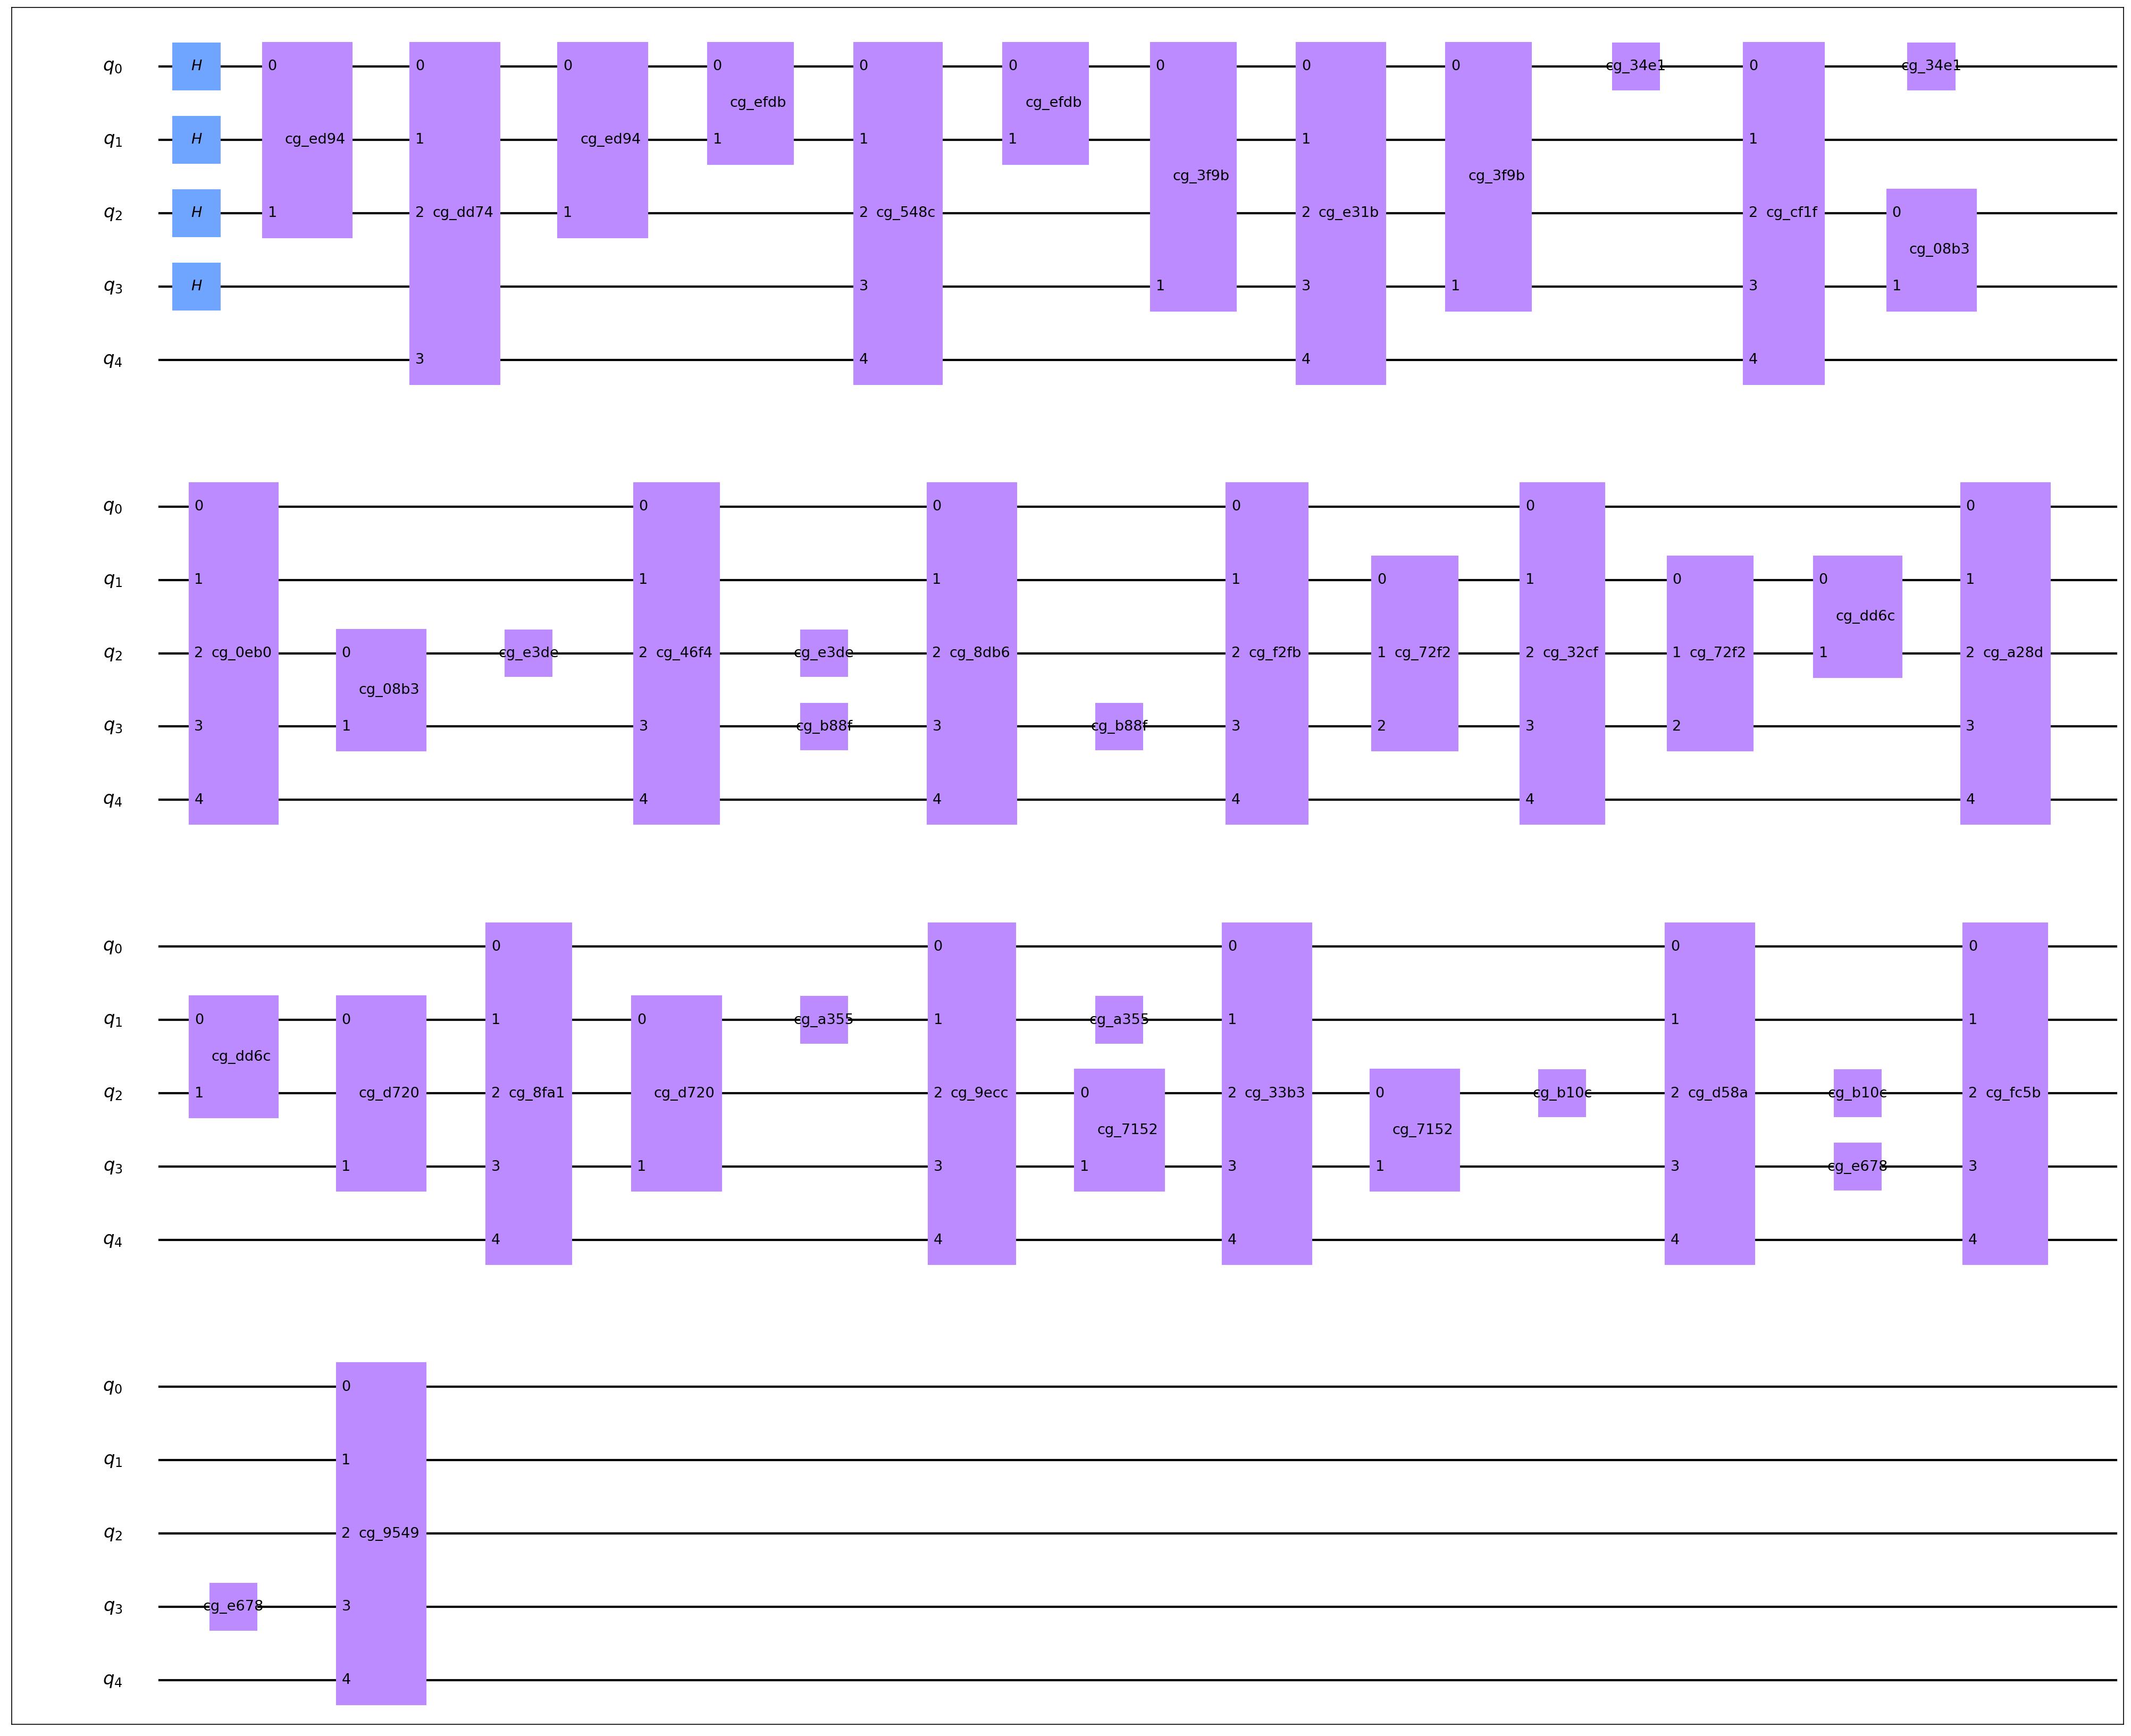 q0 H 0 0 0 0 0 0 0 0 0 cg_34e1 0 cg_34e1
cg_efdb cg_efdb
q1 H cg_ed94 1 cg_ed94 1 1 1 1 1
cg_3f9b cg_3f9b
q2 H 1 2 cg_dd74 1 2 cg_548c 2 cg_e31b 2 cg_cf1f 0
cg_08b3
q3 H 3 1 3 1 3 1
q4 3 4 4 4
q0 0 0 0 0 0 0
q1 1 1 1 1 0 1 0 0 1
cg_dd6c
q2 2 cg_0eb0 0 cg_e3de 2 cg_46f4 cg_e3de 2 cg_8db6 2 cg_f2fb 1 cg_72f2 2 cg_32cf 1 cg_72f2 1 2 cg_a28d
cg_08b3
q3 3 1 3 cg_b88f 3 cg_b88f 3 2 3 2 3
q4 4 4 4 4 4 4
q0 0 0 0 0 0
q1 0 0 1 0 cg_a355 1 cg_a355 1 1 1
cg_dd6c
q2 1 cg_d720 2 cg_8fa1 cg_d720 2 cg_9ecc 0 2 cg_33b3 0 cg_b10c 2 cg_d58a cg_b10c 2 cg_fc5b
cg_7152 cg_7152
q3 1 3 1 3 1 3 1 3 cg_e678 3
q4 4 4 4 4 4
q0 0
q1 1
q2 2 cg_9549
q3 cg_e678 3
q4 4